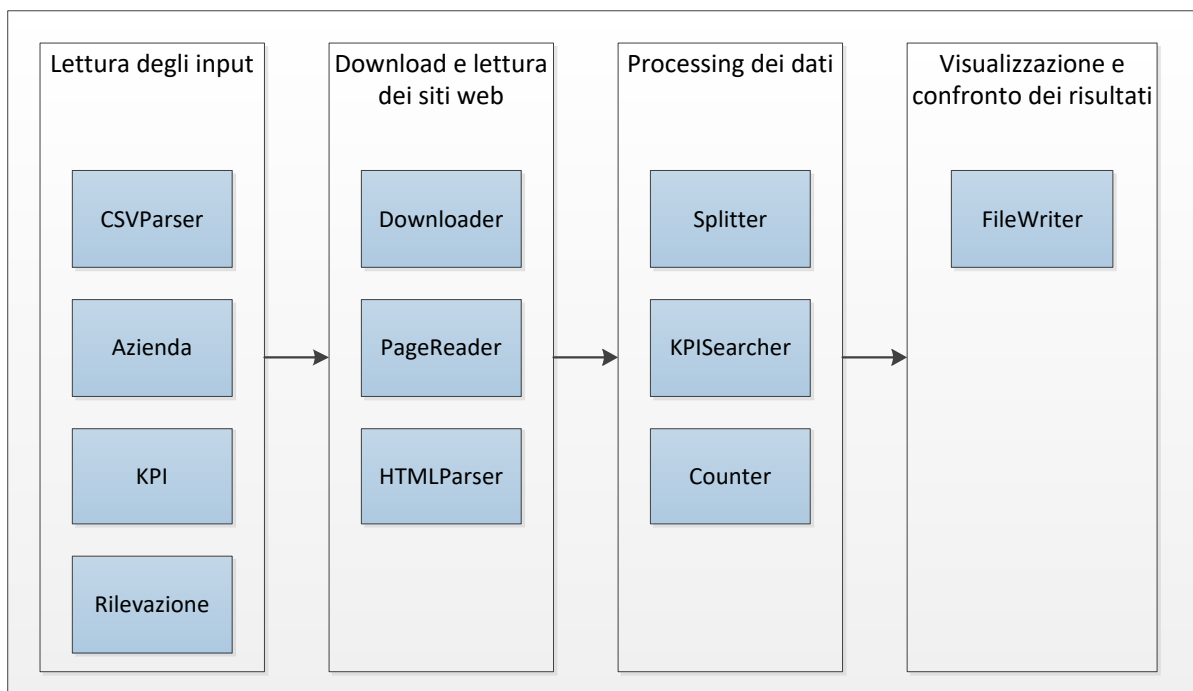 Lettura degli input
CSVParser
Azienda
KPI
Rilevazione
Download e lettura
dei siti web
Downloader
PageReader
HTMLParser
Processing dei dati
Splitter
KPISearcher
Counter
Visualizzazione e
confronto dei risultati
FileWriter